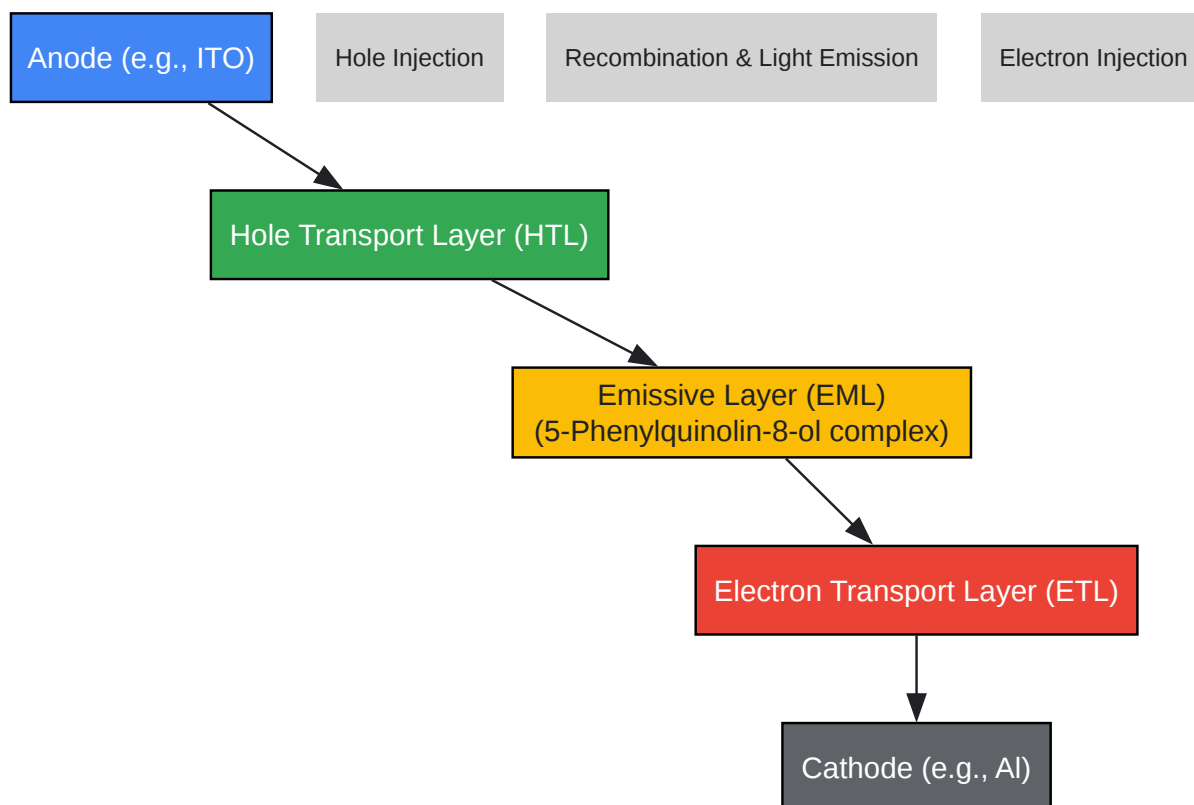 Anode (e.g., ITO)
Hole Injection
Recombination & Light Emission
Electron Injection
Hole Transport Layer (HTL)
Emissive Layer (EML)
(5-Phenylquinolin-8-ol complex)
Electron Transport Layer (ETL)
Cathode (e.g., Al)